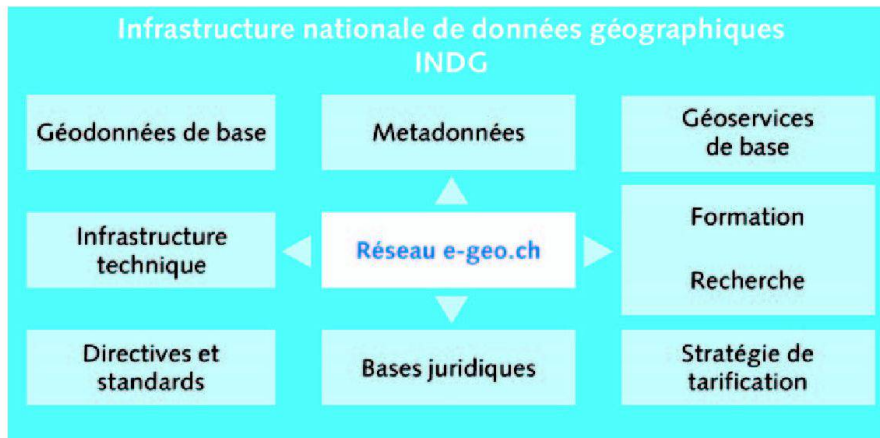 Infrastructure nationale de données géographiques
INDG
Géodonnées de base
Metadonnées
Géoservices
de base
Infrastructure
technique
Réseau e-geo.ch
Formation
Recherche
Directives et
standards
Bases juridiques
Stratégie de
tarification